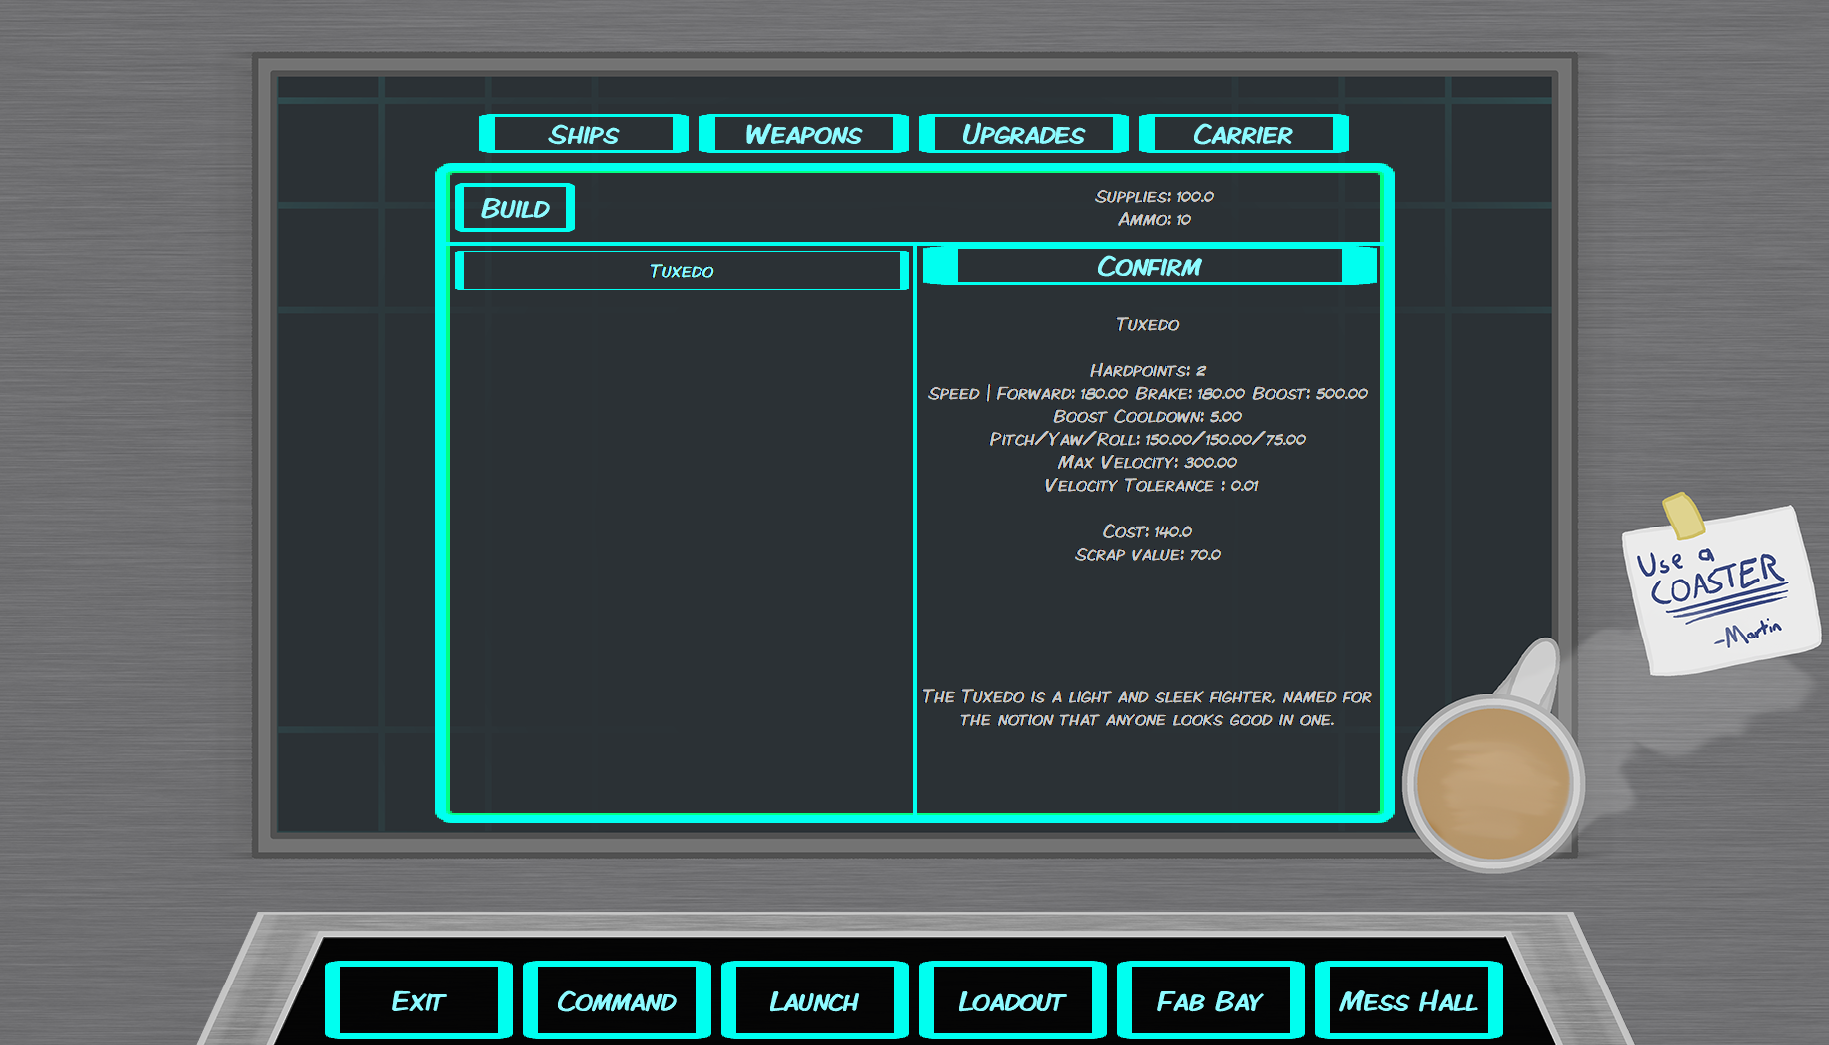 Ships
Weapons
Upgrades
Carrier
Build
Supplies: 100.0
Ammo: 10
Tuxedo
Confirm
Tuxedo
Hardpoints: 2
Speed | Forward: 180.00 Brake: 180.00 Boost: 500.00
Boost Cooldown: 5.00
Pitch/Yaw/Roll: 150.00/150.00/75.00
Max Velocity: 300.00
Velocity Tolerance : 0.01
Cost: 140.0
Scrap value: 70.0
The Tuxedo is a light and sleek fighter, named for
the notion that anyone looks good in one.
Use a
COASTER
-Martin
Exit
Command
Launch
Loadout
Fab Bay
Mess Hall